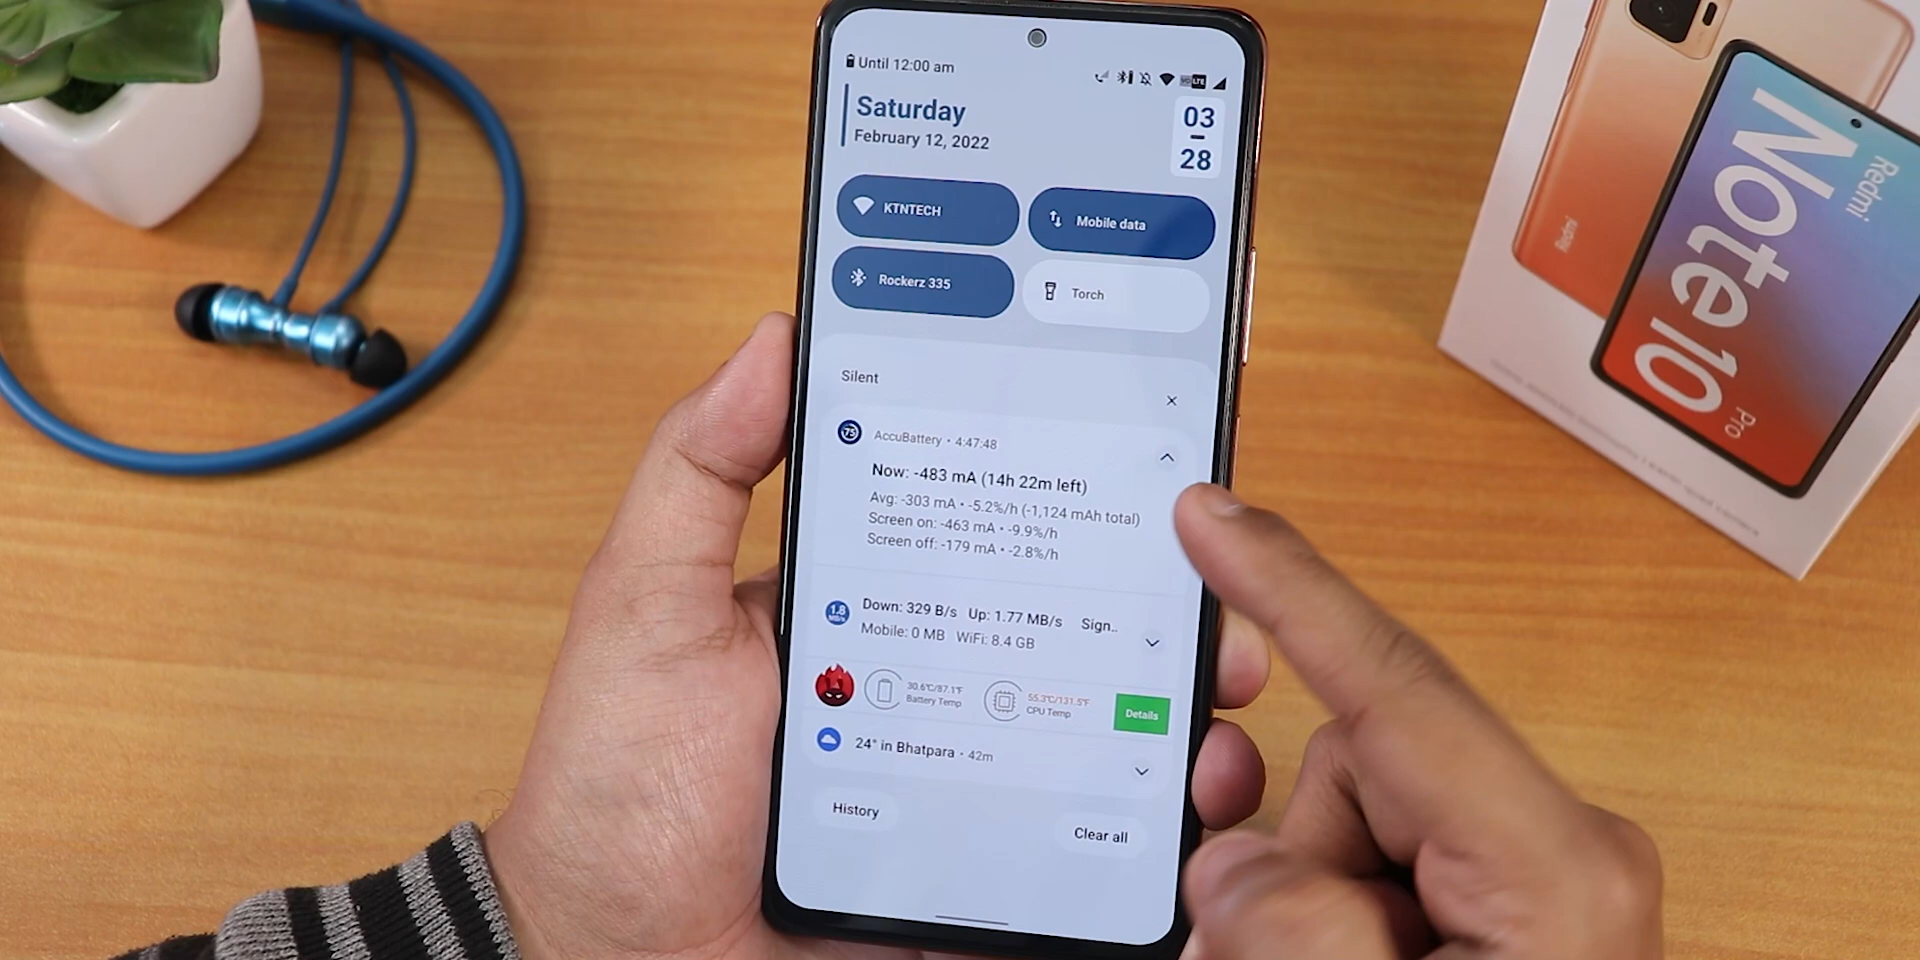 Until 12:00 am
Saturday
February 12, 2022
03
28
KTNTECH
Mobile data
Rockerz 335
Torch
Silent
AccuBattery • 4:47:48
Now: -483 mA (14h 22m left)
Avg: -303 mA • -5.2%/h (-1,124 mAh total)
Screen on: -463 mA • -9.9%/h
Screen off: -179 mA • -2.8%/h
1.8
MB/s
Down: 329 B/s Up: 1.77 MB/s Sign..
Mobile: 0 MB WiFi: 8.4 GB
30.6°C/87.1°F
Battery Temp
55.3°C/131.5°F
CPU Temp
Details
24° in Bhatpara • 42m
History
Clear all
Redmi
Redmi
Note 10
Pro